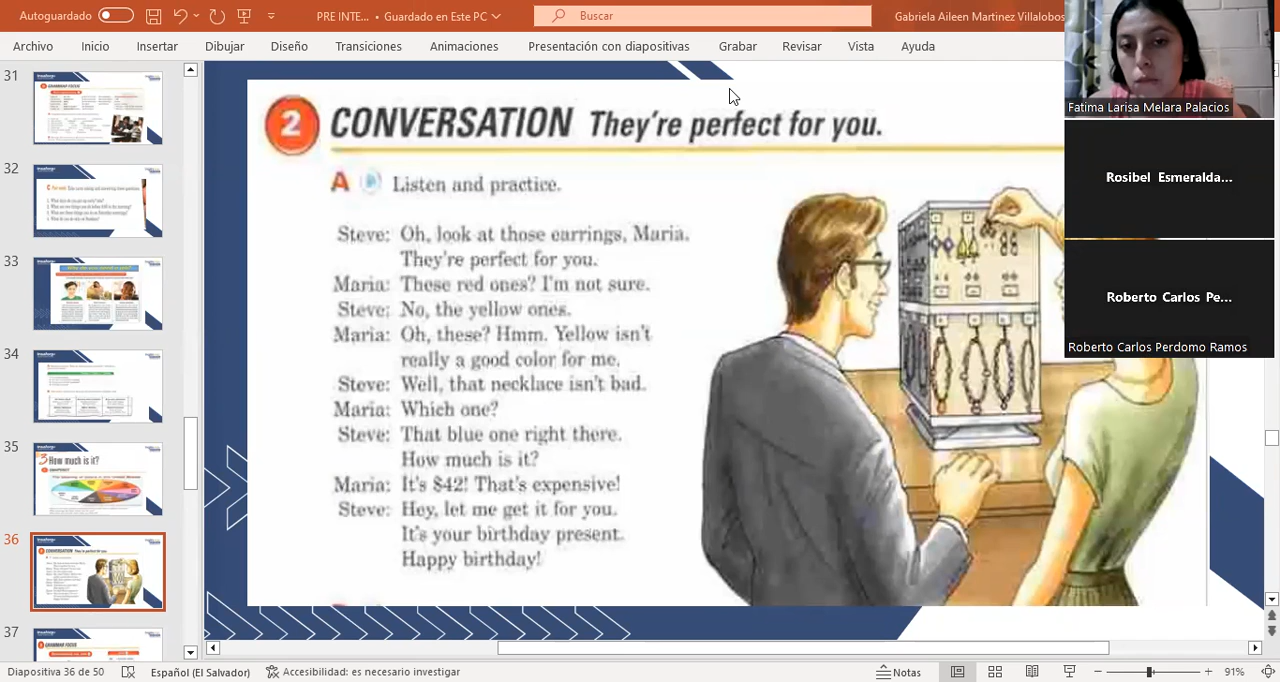 Autoguardado
PRE INTE... • Guardado en Este PC
Buscar
Gabriela Aileen Martinez Villalobos
Archivo Inicio Insertar Dibujar Diseño Transiciones Animaciones Presentación con diapositivas Grabar Revisar Vista Ayuda
31
32
33
34
35
3 How much is it?
36
37
2 CONVERSATION They're perfect for you.
A Listen and practice.
Steve: Oh, look at those earrings, Maria.
They're perfect for you.
Maria: These red ones? I'm not sure.
Steve: No, the yellow ones.
Maria: Oh, these? Hmm. Yellow isn't
really a good color for me.
Steve: Well, that necklace isn't bad.
Maria: Which one?
Steve: That blue one right there.
How much is it?
Maria: It's $42! That's expensive!
Steve: Hey, let me get it for you.
It's your birthday present.
Happy birthday!
Fatima Larisa Melara Palacios
Rosibel Esmeralda...
Roberto Carlos Pe...
Roberto Carlos Perdomo Ramos
Diapositiva 36 de 50 Español (El Salvador) Accesibilidad: es necesario investigar Notas 91%